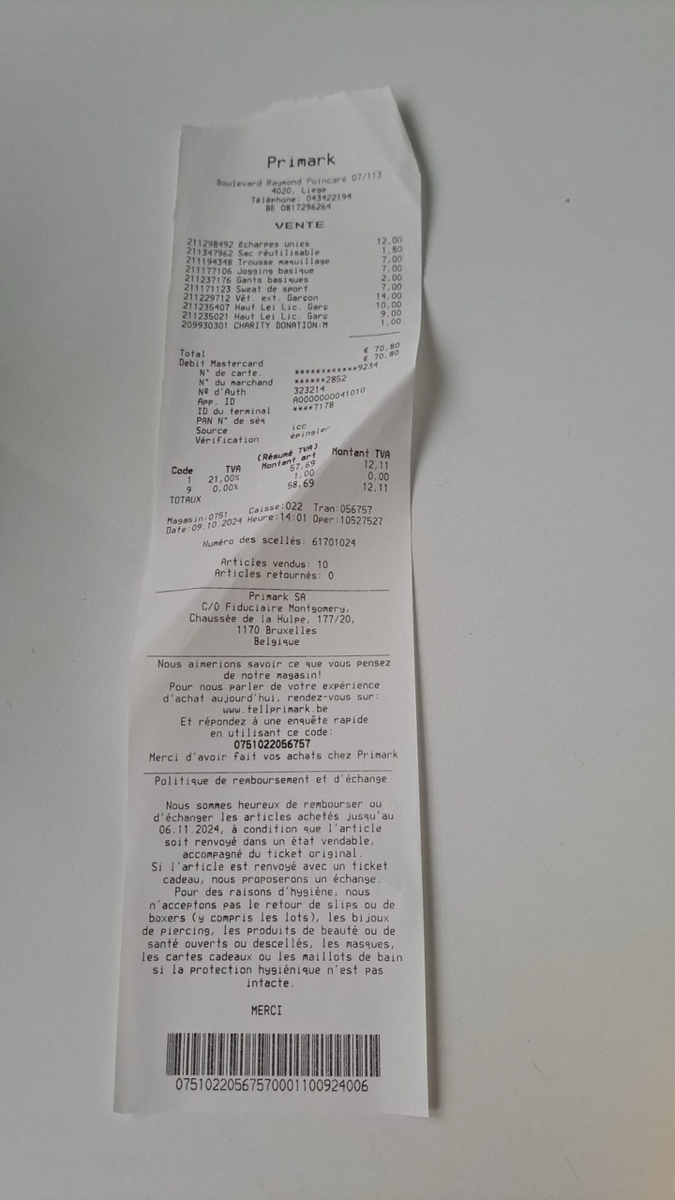 Primark
Boulevard Raymond Poincaré 07/113
4020, Liege
Téléphone: 043422194
BE 0817296264
VENTE
211298492 Écharpes unies 12,00
211347962 Sac réutilisable 1,80
211194348 Trousse maquillage 7,00
211177106 Jogging basique 7,00
211237176 Gants basiques 2,00
211171123 Sweat de sport 7,00
211229712 Vêt. ext. Garçon 14,00
211235407 Haut Lei Lic. Garç 10,00
211235021 Haut Lei Lic. Garç 9,00
209930301 CHARITY DONATION M 1,00
Total € 70,80
Debit Mastercard € 70,80
N° de carte. ************9234
N° du marchand ******2852
Nº d'Auth 323214
App. ID A0000000041010
ID du terminal ****7178
PAN N° de séq
Source icc
Vérification épingler
(Résumé TVA)
Code TVA Montant art Montant TVA
1 21,00% 57,69 12,11
9 0,00% 1,00 0,00
TOTAUX 58,69 12,11
Magasin:0751 Caisse:022 Tran:056757
Date:09.10.2024 Heure:14:01 Oper:10527527
Numéro des scellés: 61701024
Articles vendus: 10
Articles retournés: 0
Primark SA
C/O Fiduciaire Montgomery,
Chaussée de la Hulpe, 177/20,
1170 Bruxelles
Belgique
Nous aimerions savoir ce que vous pensez
de notre magasin!
Pour nous parler de votre expérience
d'achat aujourd'hui, rendez-vous sur:
www.tellprimark.be
Et répondez à une enquête rapide
en utilisant ce code:
0751022056757
Merci d'avoir fait vos achats chez Primark
Politique de remboursement et d'échange
Nous sommes heureux de rembourser ou
d'échanger les articles achetés jusqu'au
06.11.2024, à condition que l'article
soit renvoyé dans un état vendable,
accompagné du ticket original.
Si l'article est renvoyé avec un ticket
cadeau, nous proposerons un échange.
Pour des raisons d'hygiène, nous
n'acceptons pas le retour de slips ou de
boxers (y compris les lots), les bijoux
de piercing, les produits de beauté ou de
santé ouverts ou descellés, les masques,
les cartes cadeaux ou les maillots de bain
si la protection hygiénique n'est pas
intacte.
MERCI
07510220567570001100924006